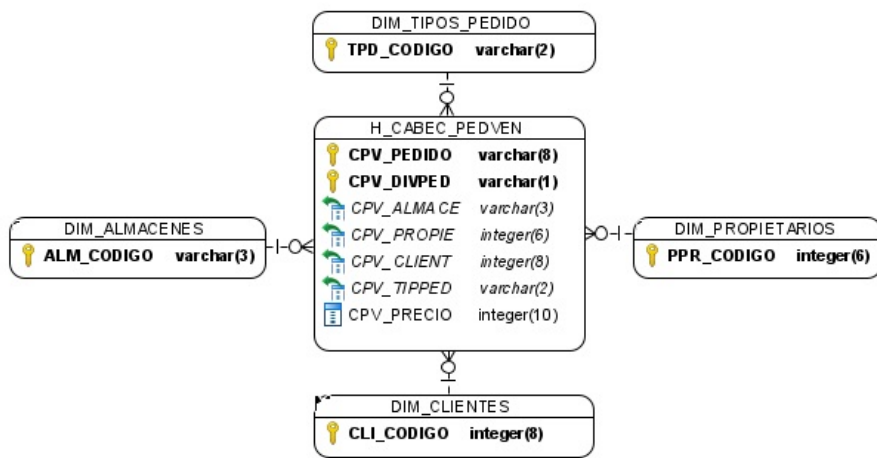 DIM_TIPOS_PEDIDO
TPD_CODIGO varchar(2)
H_CABEC_PEDVEN
CPV_PEDIDO varchar(8)
CPV_DIVPED varchar(1)
CPV_ALMACE varchar(3)
CPV_PROPIE integer(6)
CPV_CLIENT integer(8)
CPV_TIPPED varchar(2)
CPV_PRECIO integer(10)
DIM_ALMACENES
ALM_CODIGO varchar(3)
DIM_PROPIETARIOS
PPR_CODIGO integer(6)
DIM_CLIENTES
CLI_CODIGO integer(8)